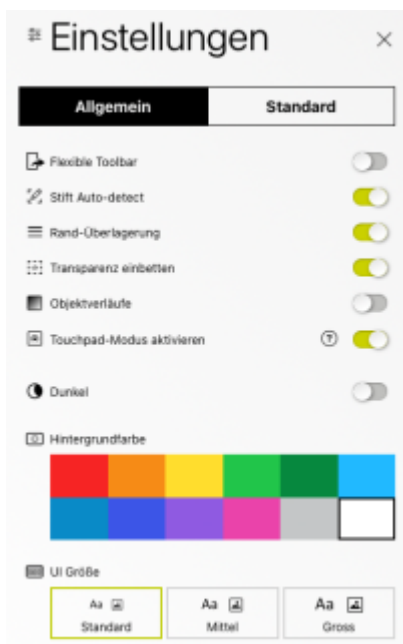 Einstellungen
Allgemein Standard
Flexible Toolbar
Stift Auto-detect
Rand-Überlagerung
Transparenz einbetten
Objektverläufe
Touchpad-Modus aktivieren ?
Dunkel
Hintergrundfarbe
UI Größe
Aa Aa Aa
Standard Mittel Gross